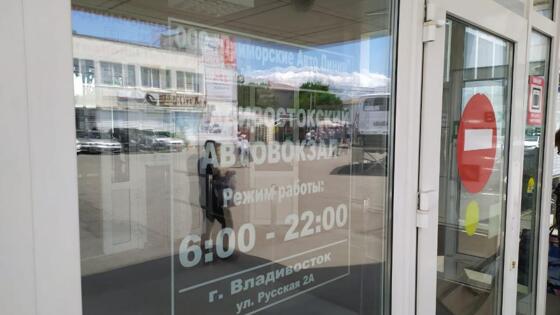 ООО Приморские Авто Линии
Владивостокский
АВТОВОКЗАЛ
Режим работы:
6:00 - 22:00
г. Владивосток
ул. Русская 2А